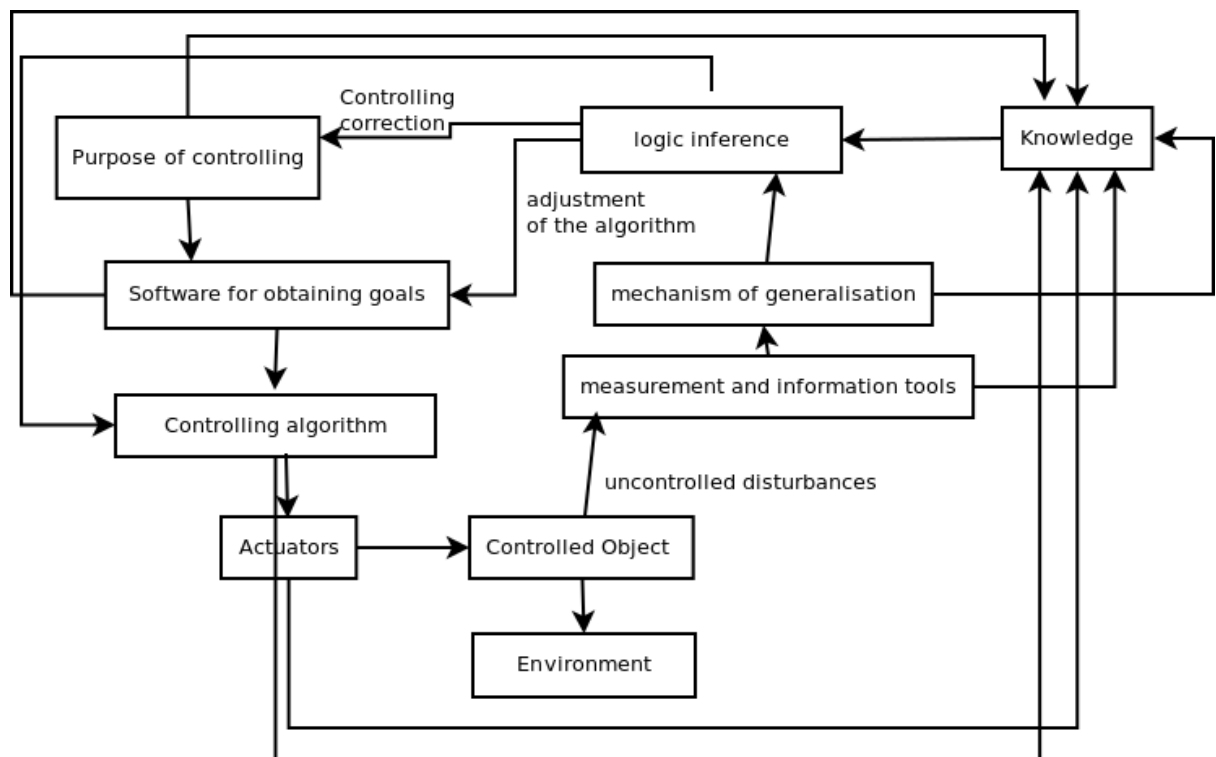 Controlling
correction
logic inference
Knowledge
Purpose of controlling
adjustment
of the algorithm
Software for obtaining goals
mechanism of generalisation
measurement and information tools
Controlling algorithm
uncontrolled disturbances
Actuators
Controlled Object
Environment